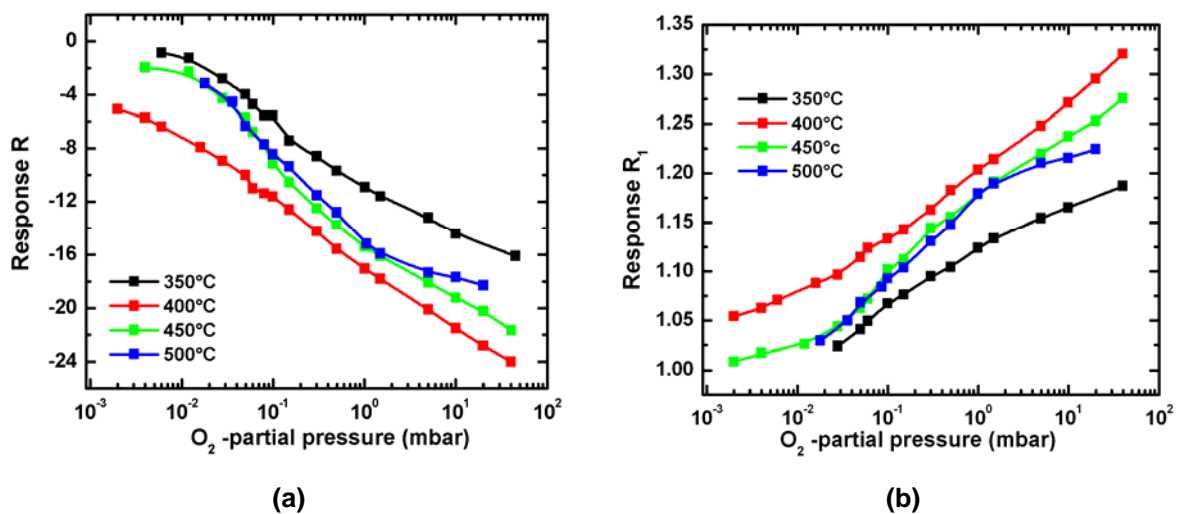 0
-4
-8
-12
-16
-20
-24
Response R
350°C
400°C
450°C
500°C
10-3 10-2 10-1 100 101 102
O2 -partial pressure (mbar)
(a)
1.35
1.30
1.25
1.20
1.15
1.10
1.05
1.00
Response R1
350°C
400°C
450°c
500°C
10-3 10-2 10-1 100 101 102
O2 -partial pressure (mbar)
(b)